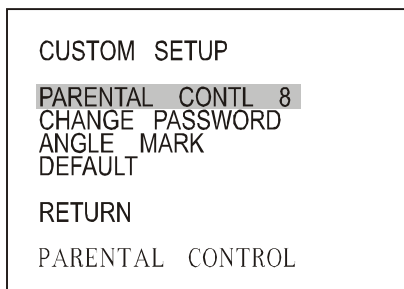 CUSTOM SETUP
PARENTAL CONTL 8
CHANGE PASSWORD
ANGLE MARK
DEFAULT
RETURN
PARENTAL CONTROL